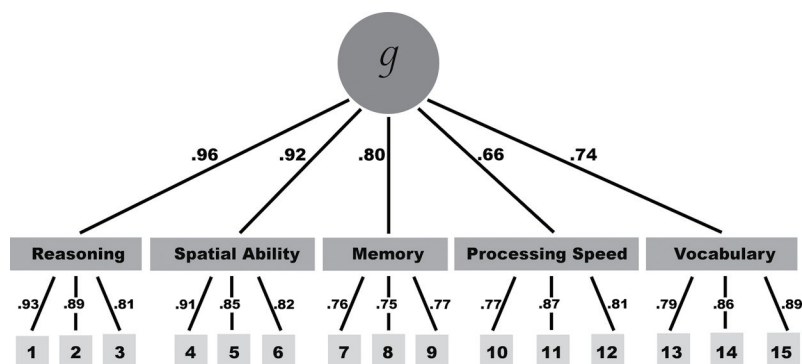 g
.96 .92 .80 .66 .74
Reasoning Spatial Ability Memory Processing Speed Vocabulary
.93 .89 .81 .91 .85 .82 .76 .75 .77 .77 .87 .81 .79 .86 .89
1 2 3 4 5 6 7 8 9 10 11 12 13 14 15